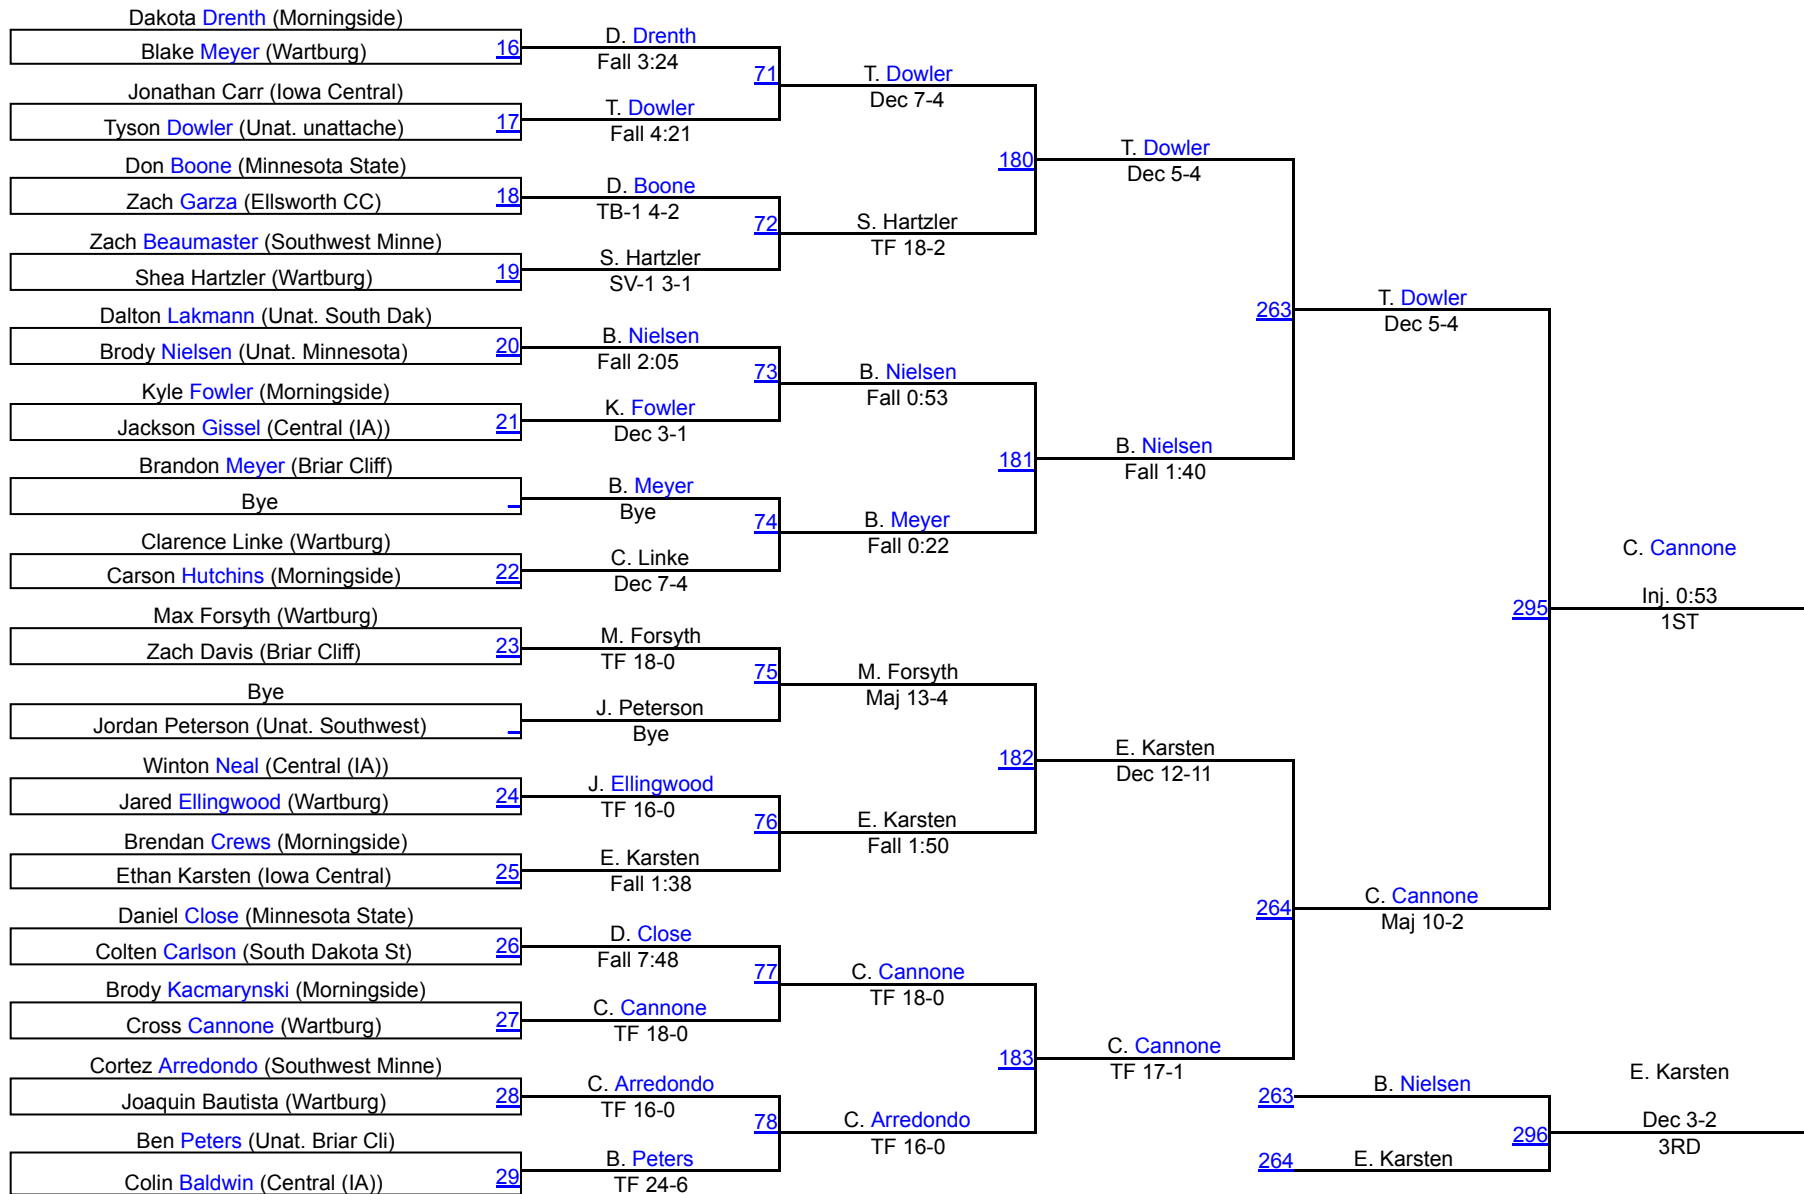 Dakota Drenth (Morningside)
Blake Meyer (Wartburg)
16
Jonathan Carr (Iowa Central)
Tyson Dowler (Unat. unattache)
17
Don Boone (Minnesota State)
Zach Garza (Ellsworth CC)
18
Zach Beaumaster (Southwest Minne)
Shea Hartzler (Wartburg)
19
Dalton Lakmann (Unat. South Dak)
Brody Nielsen (Unat. Minnesota)
20
Kyle Fowler (Morningside)
Jackson Gissel (Central (IA))
21
Brandon Meyer (Briar Cliff)
Bye
Clarence Linke (Wartburg)
Carson Hutchins (Morningside)
22
Max Forsyth (Wartburg)
Zach Davis (Briar Cliff)
23
Bye
Jordan Peterson (Unat. Southwest)
Winton Neal (Central (IA))
Jared Ellingwood (Wartburg)
24
Brendan Crews (Morningside)
Ethan Karsten (Iowa Central)
25
Daniel Close (Minnesota State)
Colten Carlson (South Dakota St)
26
Brody Kacmarynski (Morningside)
Cross Cannone (Wartburg)
27
Cortez Arredondo (Southwest Minne)
Joaquin Bautista (Wartburg)
28
Ben Peters (Unat. Briar Cli)
Colin Baldwin (Central (IA))
29
D. Drenth
Fall 3:24
71
T. Dowler
Fall 4:21
D. Boone
TB-1 4-2
72
S. Hartzler
SV-1 3-1
B. Nielsen
Fall 2:05
73
K. Fowler
Dec 3-1
B. Meyer
Bye
74
C. Linke
Dec 7-4
M. Forsyth
TF 18-0
75
J. Peterson
Bye
J. Ellingwood
TF 16-0
76
E. Karsten
Fall 1:38
D. Close
Fall 7:48
77
C. Cannone
TF 18-0
C. Arredondo
TF 16-0
78
B. Peters
TF 24-6
T. Dowler
Dec 7-4
180
S. Hartzler
TF 18-2
B. Nielsen
Fall 0:53
181
B. Meyer
Fall 0:22
M. Forsyth
Maj 13-4
182
E. Karsten
Fall 1:50
C. Cannone
TF 18-0
183
C. Arredondo
TF 16-0
T. Dowler
Dec 5-4
263
B. Nielsen
Fall 1:40
E. Karsten
Dec 12-11
264
C. Cannone
TF 17-1
T. Dowler
Dec 5-4
295
C. Cannone
Maj 10-2
C. Cannone
Inj. 0:53
1ST
263
B. Nielsen
296
264
E. Karsten
E. Karsten
Dec 3-2
3RD